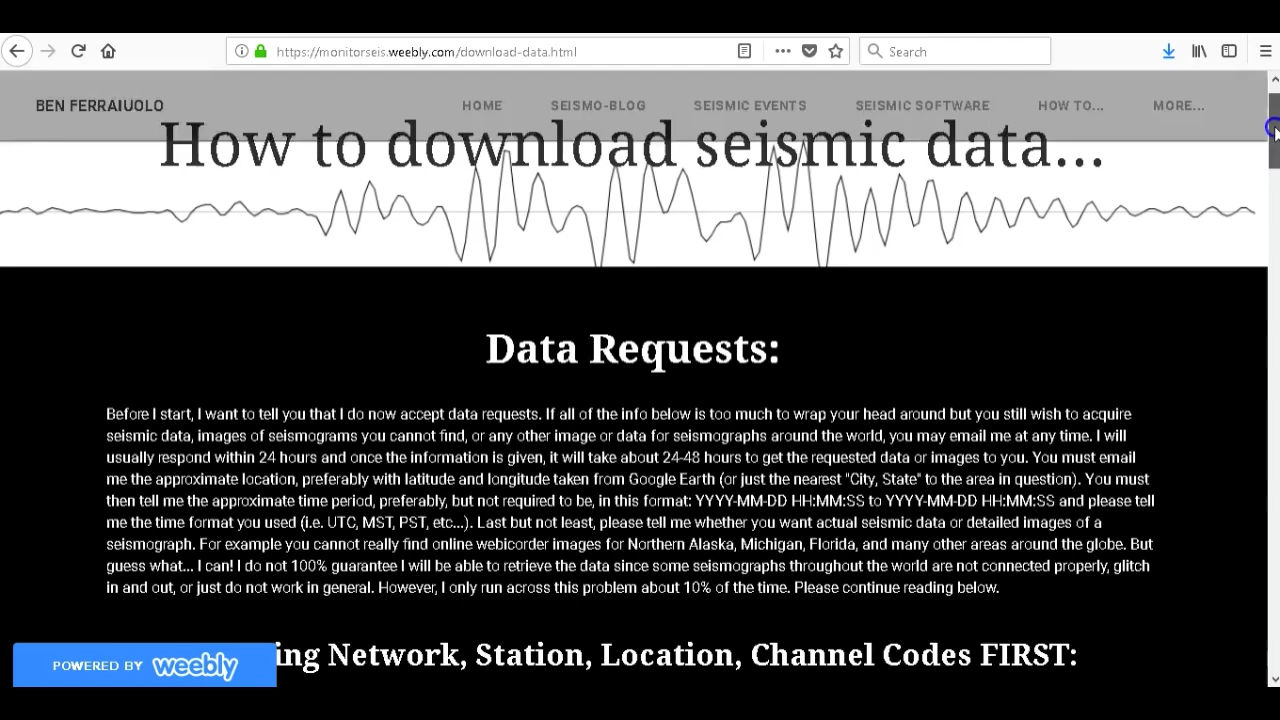 https://monitorseis.weebly.com/download-data.html
Search
BEN FERRAIUOLO
HOME SEISMO-BLOG SEISMIC EVENTS SEISMIC SOFTWARE HOW TO... MORE...
How to download seismic data...
Data Requests:
Before I start, I want to tell you that I do now accept data requests. If all of the info below is too much to wrap your head around but you still wish to acquire
seismic data, images of seismograms you cannot find, or any other image or data for seismographs around the world, you may email me at any time. I will
usually respond within 24 hours and once the information is given, it will take about 24-48 hours to get the requested data or images to you. You must email
me the approximate location, preferably with latitude and longitude taken from Google Earth (or just the nearest "City, State" to the area in question). You must
then tell me the approximate time period, preferably, but not required to be, in this format: YYYY-MM-DD HH:MM:SS to YYYY-MM-DD HH:MM:SS and please tell
me the time format you used (i.e. UTC, MST, PST, etc...). Last but not least, please tell me whether you want actual seismic data or detailed images of a
seismograph. For example you cannot really find online webicorder images for Northern Alaska, Michigan, Florida, and many other areas around the globe. But
guess what... I can! I do not 100% guarantee I will be able to retrieve the data since some seismographs throughout the world are not connected properly, glitch
in and out, or just do not work in general. However, I only run across this problem about 10% of the time. Please continue reading below.
ing Network, Station, Location, Channel Codes FIRST:
POWERED BY weebly